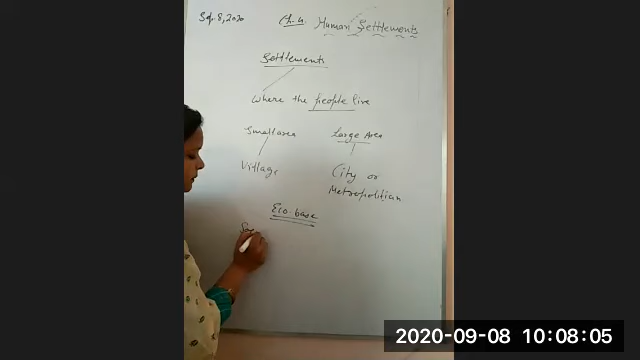 Sep. 8, 2020
Ch. 4. Human Settlements
Settlements
Where the people live
Small area Large Area
Village City or
Metropolitian
Eco. base
2020-09-08 10:08:05